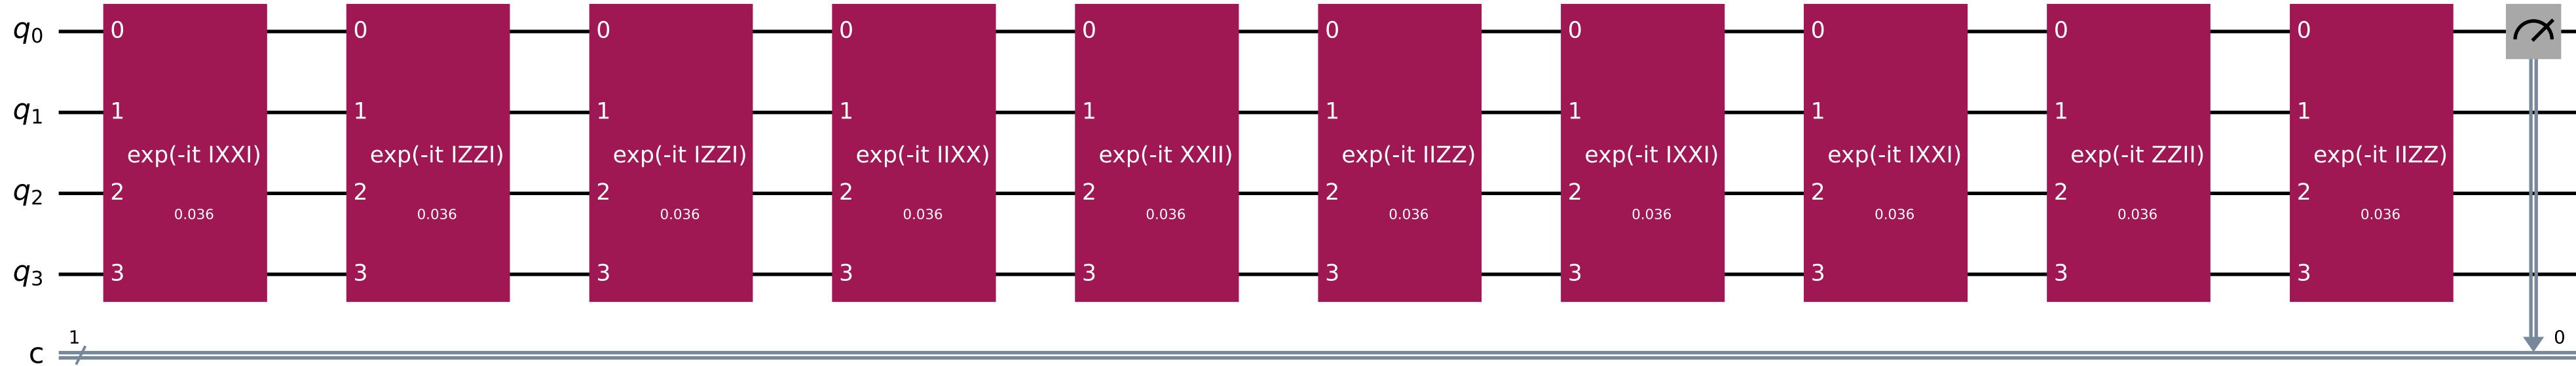 q0 0 0 0 0 0 0 0 0 0 0
q1 1 1 1 1 1 1 1 1 1 1
exp(-it IXXI) exp(-it IZZI) exp(-it IZZI) exp(-it IIXX) exp(-it XXII) exp(-it IIZZ) exp(-it IXXI) exp(-it IXXI) exp(-it ZZII) exp(-it IIZZ)
q2 2 2 2 2 2 2 2 2 2 2
0.036 0.036 0.036 0.036 0.036 0.036 0.036 0.036 0.036 0.036
q3 3 3 3 3 3 3 3 3 3 3
1 0
c